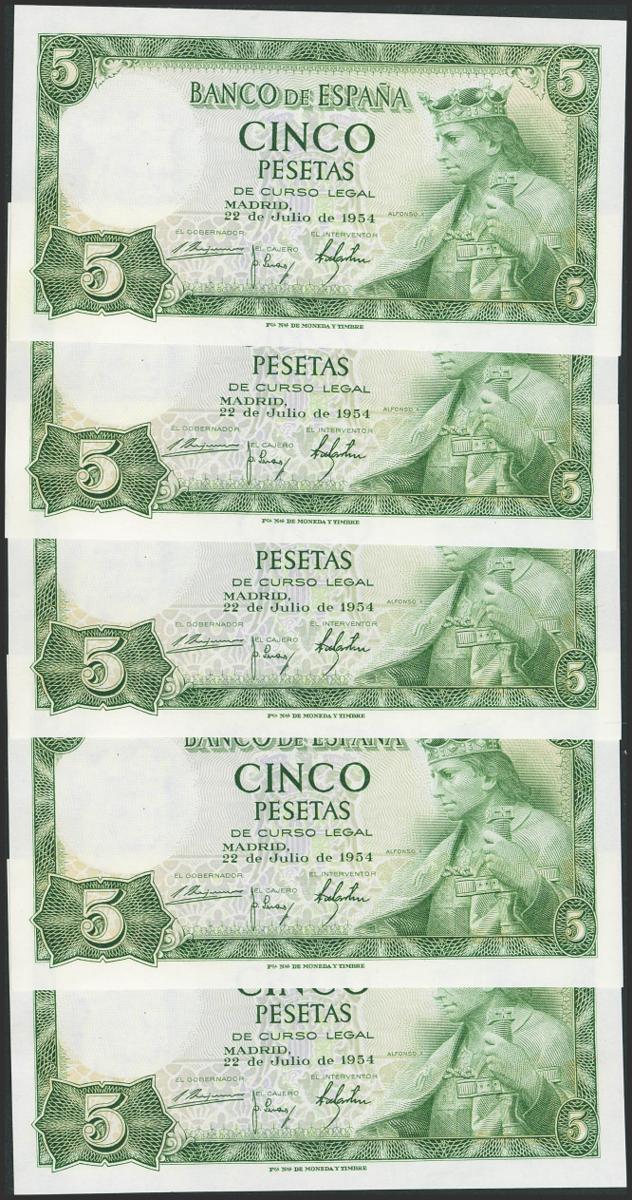 5 5
BANCO DE ESPAÑA
CINCO
PESETAS
DE CURSO LEGAL
MADRID,
22 de Julio de 1954
ALFONSO X
EL GOBERNADOR EL CAJERO EL INTERVENTOR
5 5
Fca Nal DE MONEDA Y TIMBRE
PESETAS
DE CURSO LEGAL
MADRID,
22 de Julio de 1954
ALFONSO X
EL GOBERNADOR EL CAJERO EL INTERVENTOR
5 5
Fca Nal DE MONEDA Y TIMBRE
PESETAS
DE CURSO LEGAL
MADRID,
22 de Julio de 1954
ALFONSO X
EL GOBERNADOR EL CAJERO EL INTERVENTOR
5 5
Fca Nal DE MONEDA Y TIMBRE
BANCO DE ESPAÑA
CINCO
PESETAS
DE CURSO LEGAL
MADRID,
22 de Julio de 1954
ALFONSO X
EL GOBERNADOR EL CAJERO EL INTERVENTOR
5 5
Fca Nal DE MONEDA Y TIMBRE
CINCO
PESETAS
DE CURSO LEGAL
MADRID,
22 de Julio de 1954
ALFONSO X
EL GOBERNADOR EL CAJERO EL INTERVENTOR
5 5
Fca Nal DE MONEDA Y TIMBRE